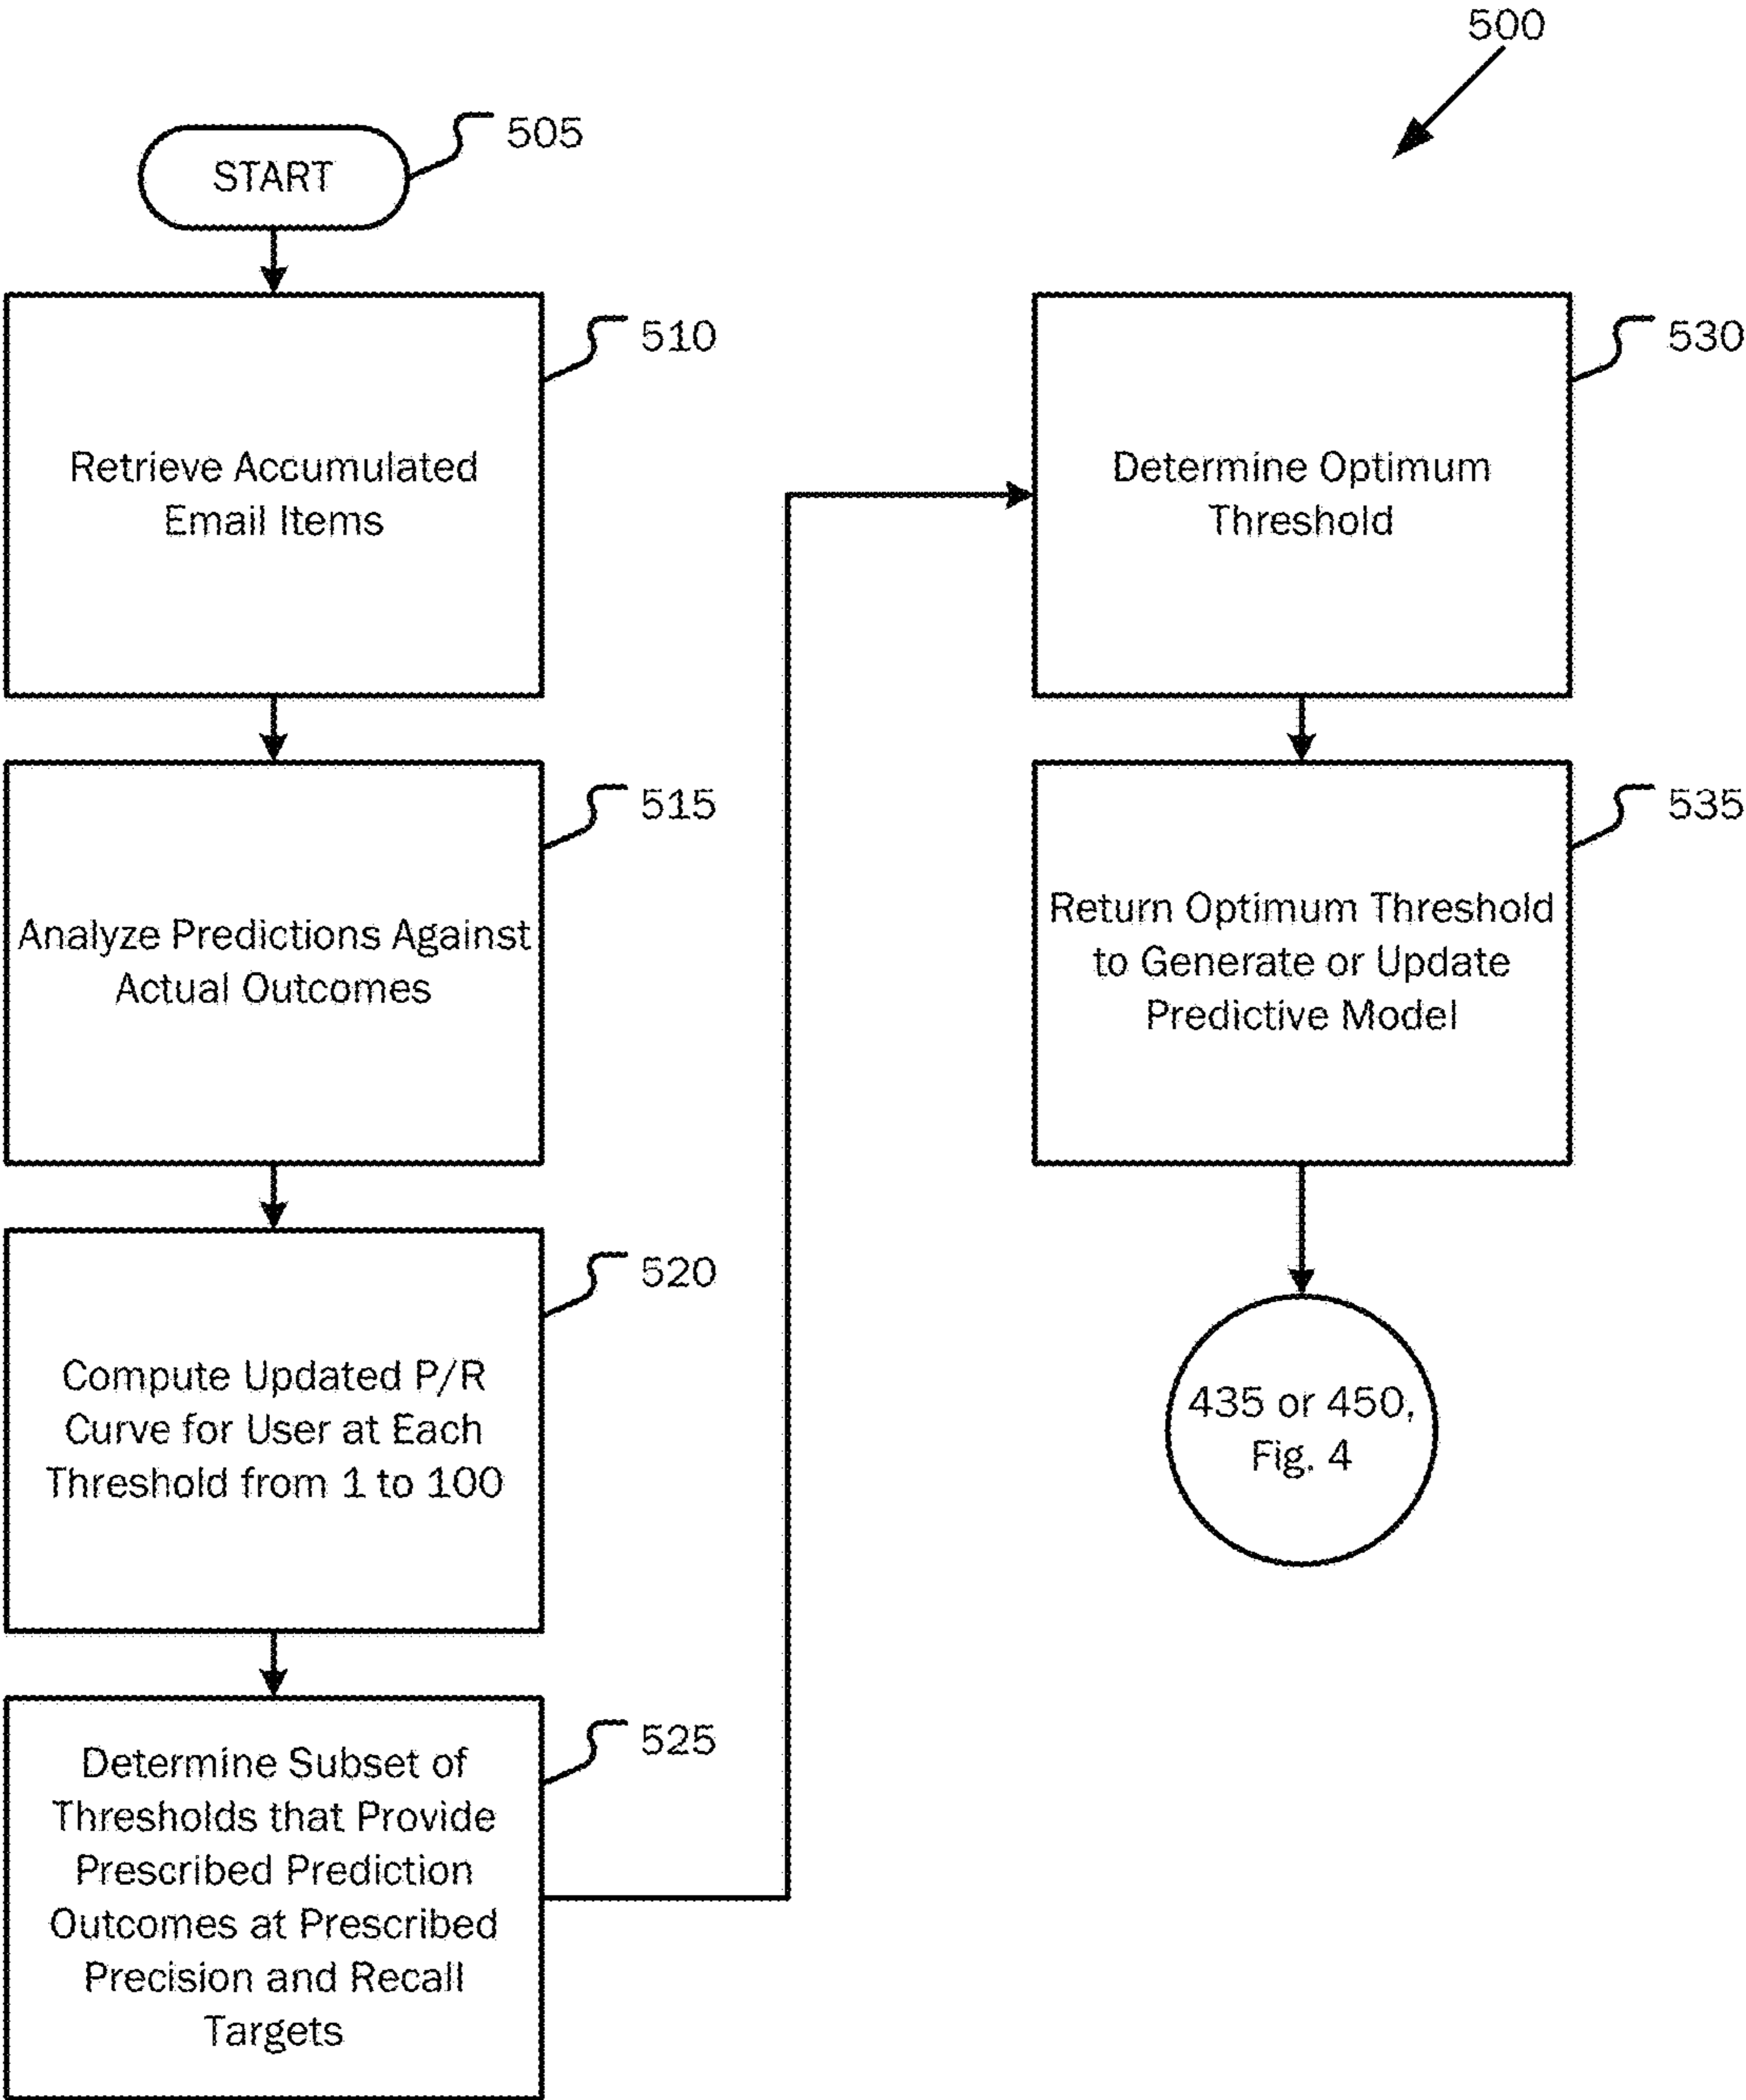 500
START
505
Retrieve Accumulated
Email Items
510
Analyze Predictions Against
Actual Outcomes
515
Compute Updated P/R
Curve for User at Each
Threshold from 1 to 100
520
Determine Subset of
Thresholds that Provide
Prescribed Prediction
Outcomes at Prescribed
Precision and Recall
Targets
525
Determine Optimum
Threshold
530
Return Optimum Threshold
to Generate or Update
Predictive Model
535
435 or 450,
Fig. 4